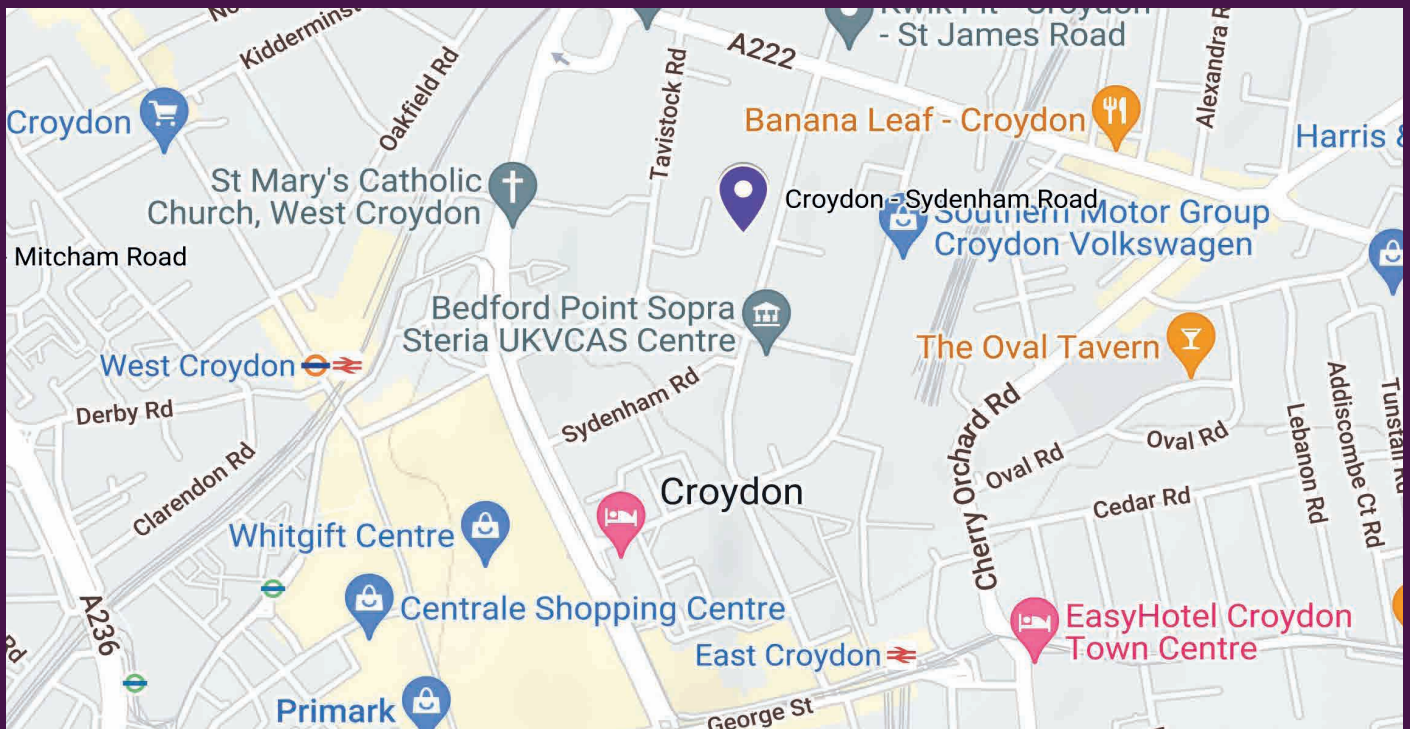 Kidderminst
Kwik Fit - Croydon
- St James Road
A222
Alexandra R
Tavistock Rd
Oakfield Rd
Croydon
Banana Leaf - Croydon
Harris &
St Mary's Catholic
Church, West Croydon
Croydon - Sydenham Road
Southern Motor Group
Croydon Volkswagen
Mitcham Road
Bedford Point Sopra
Steria UKVCAS Centre
The Oval Tavern
West Croydon
Derby Rd
Sydenham Rd
Cherry Orchard Rd
Oval Rd
Oval Rd
Lebanon Rd
Addiscombe Ct Rd
Tunstall Rd
Clarendon Rd
Croydon
Cedar Rd
Whitgift Centre
Centrale Shopping Centre
A236
Rd
EasyHotel Croydon
Town Centre
East Croydon
Primark
George St